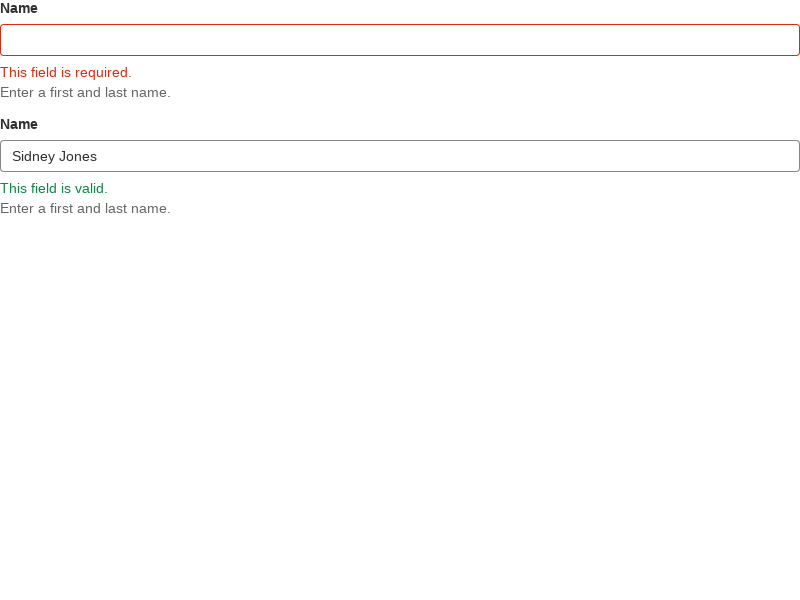 Name
This field is required.
Enter a first and last name.
Name
Sidney Jones
This field is valid.
Enter a first and last name.